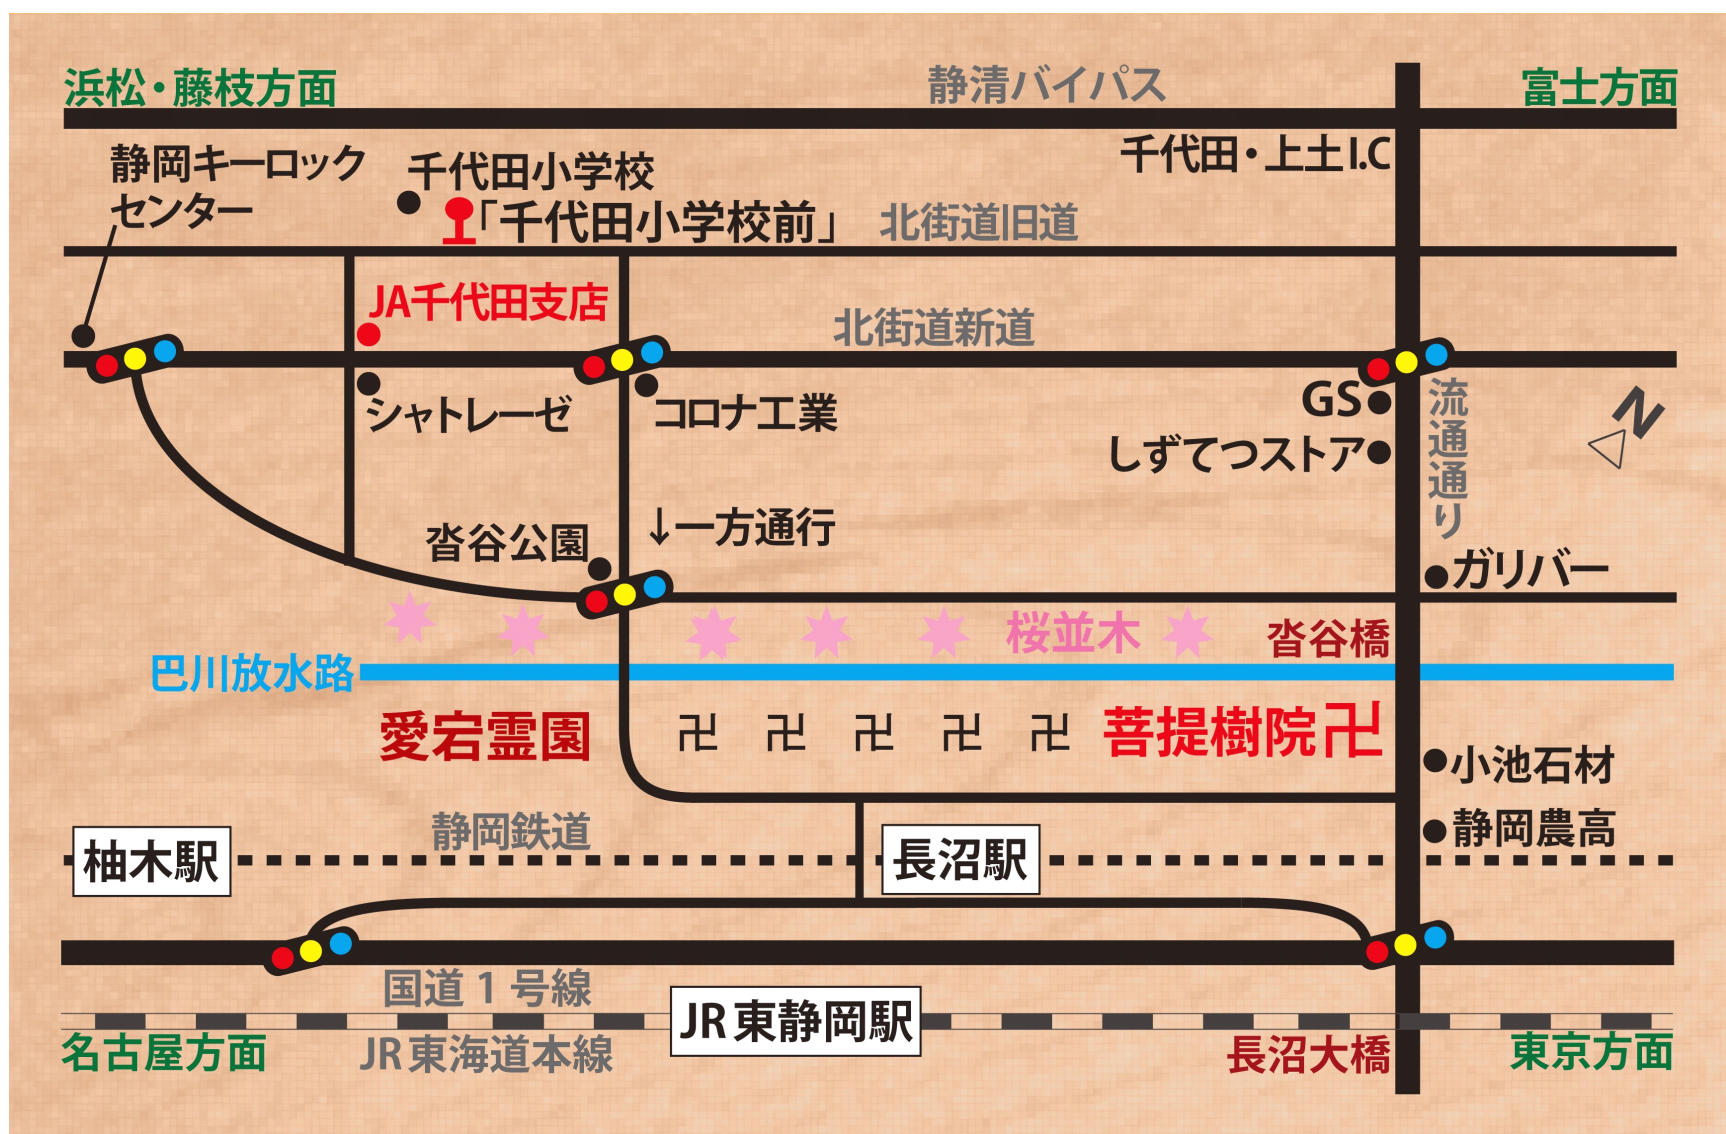 浜松・藤枝方面
静清バイパス
富士方面
千代田・上土I.C
静岡キーロック
センター
千代田小学校
「千代田小学校前」
北街道旧道
JA千代田支店
北街道新道
シャトレーゼ
コロナ工業
GS
しずてつストア
流通通り
N
沓谷公園
↓一方通行
ガリバー
桜並木
沓谷橋
巴川放水路
愛宕霊園
卍 卍 卍 卍 卍
菩提樹院卍
小池石材
静岡農高
静岡鉄道
柚木駅
長沼駅
国道1号線
JR東静岡駅
名古屋方面
JR東海道本線
長沼大橋
東京方面